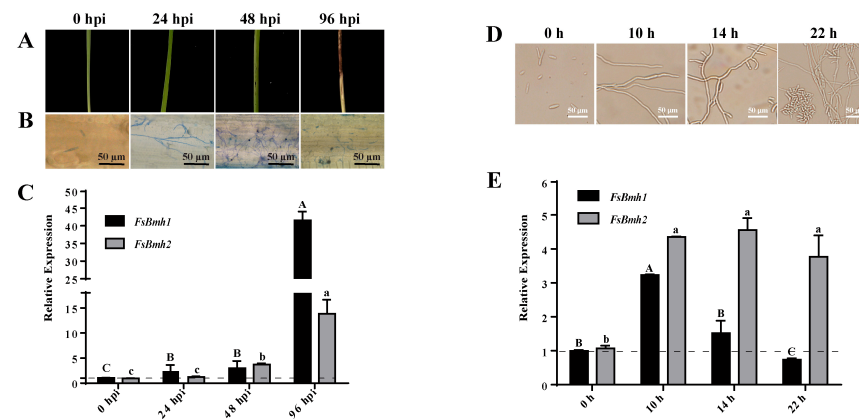 0 hpi 24 hpi 48 hpi 96 hpi
A
B
50 μm 50 μm 50 μm 50 μm
C
Relative Expression
50
45
40
35
30
25
15
10
5
0
FsBmh1
FsBmh2
C c B c B b A a
0 hpi 24 hpi 48 hpi 96 hpi
D
0 h 10 h 14 h 22 h
50 μm 50 μm 50 μm 50 μm
E
Relative Expression
6
5
4
3
2
1
0
FsBmh1
FsBmh2
B b A a B a C a
0 h 10 h 14 h 22 h